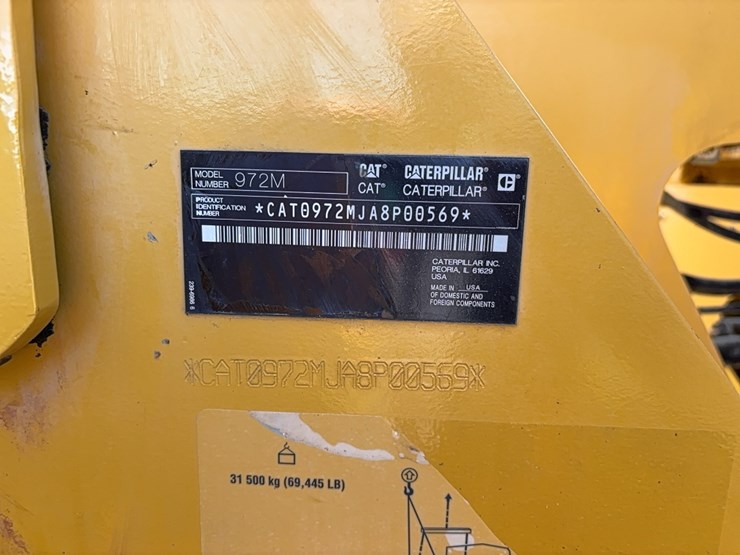 MODEL NUMBER 972M
CAT® CATERPILLAR®
CAT® CATERPILLAR®
C
PRODUCT IDENTIFICATION NUMBER *CAT0972MJA8P00569*
CATERPILLAR INC.
PEORIA, IL 61629
USA
MADE IN USA
OF DOMESTIC AND
FOREIGN COMPONENTS
*CAT0972MJA8P00569*
31 500 kg (69,445 LB)